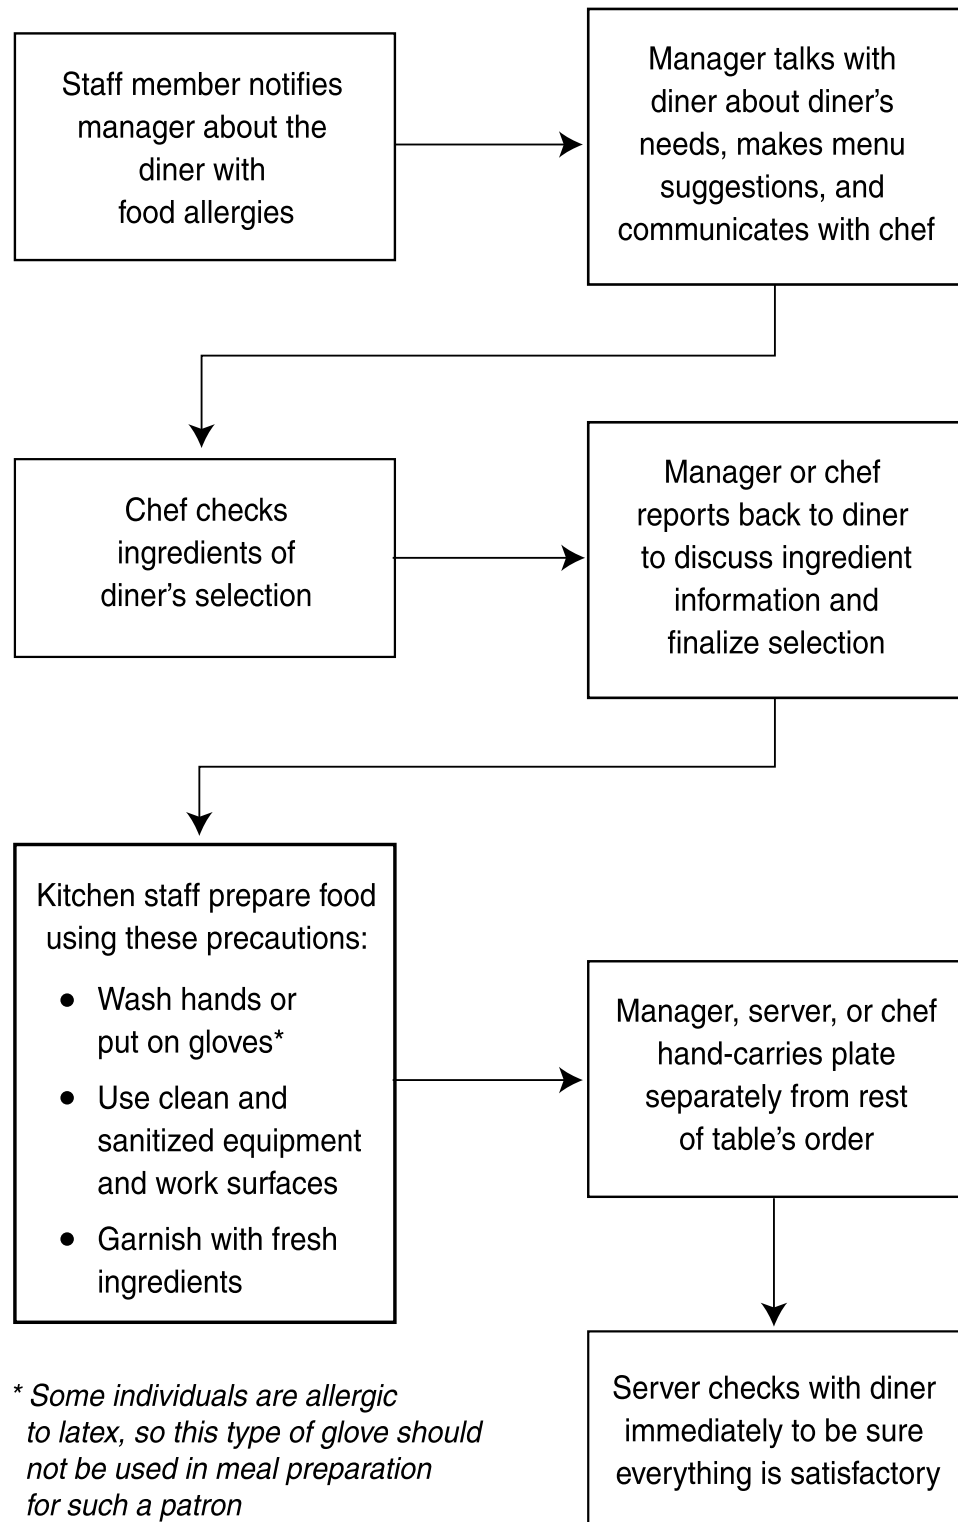 Staff member notifies
manager about the
diner with
food allergies
Manager talks with
diner about diner’s
needs, makes menu
suggestions, and
communicates with chef
Chef checks
ingredients of
diner’s selection
Manager or chef
reports back to diner
to discuss ingredient
information and
finalize selection
Kitchen staff prepare food
using these precautions:
● Wash hands or
put on gloves*
● Use clean and
sanitized equipment
and work surfaces
● Garnish with fresh
ingredients
Manager, server, or chef
hand-carries plate
separately from rest
of table’s order
Server checks with diner
immediately to be sure
everything is satisfactory
* Some individuals are allergic
to latex, so this type of glove should
not be used in meal preparation
for such a patron